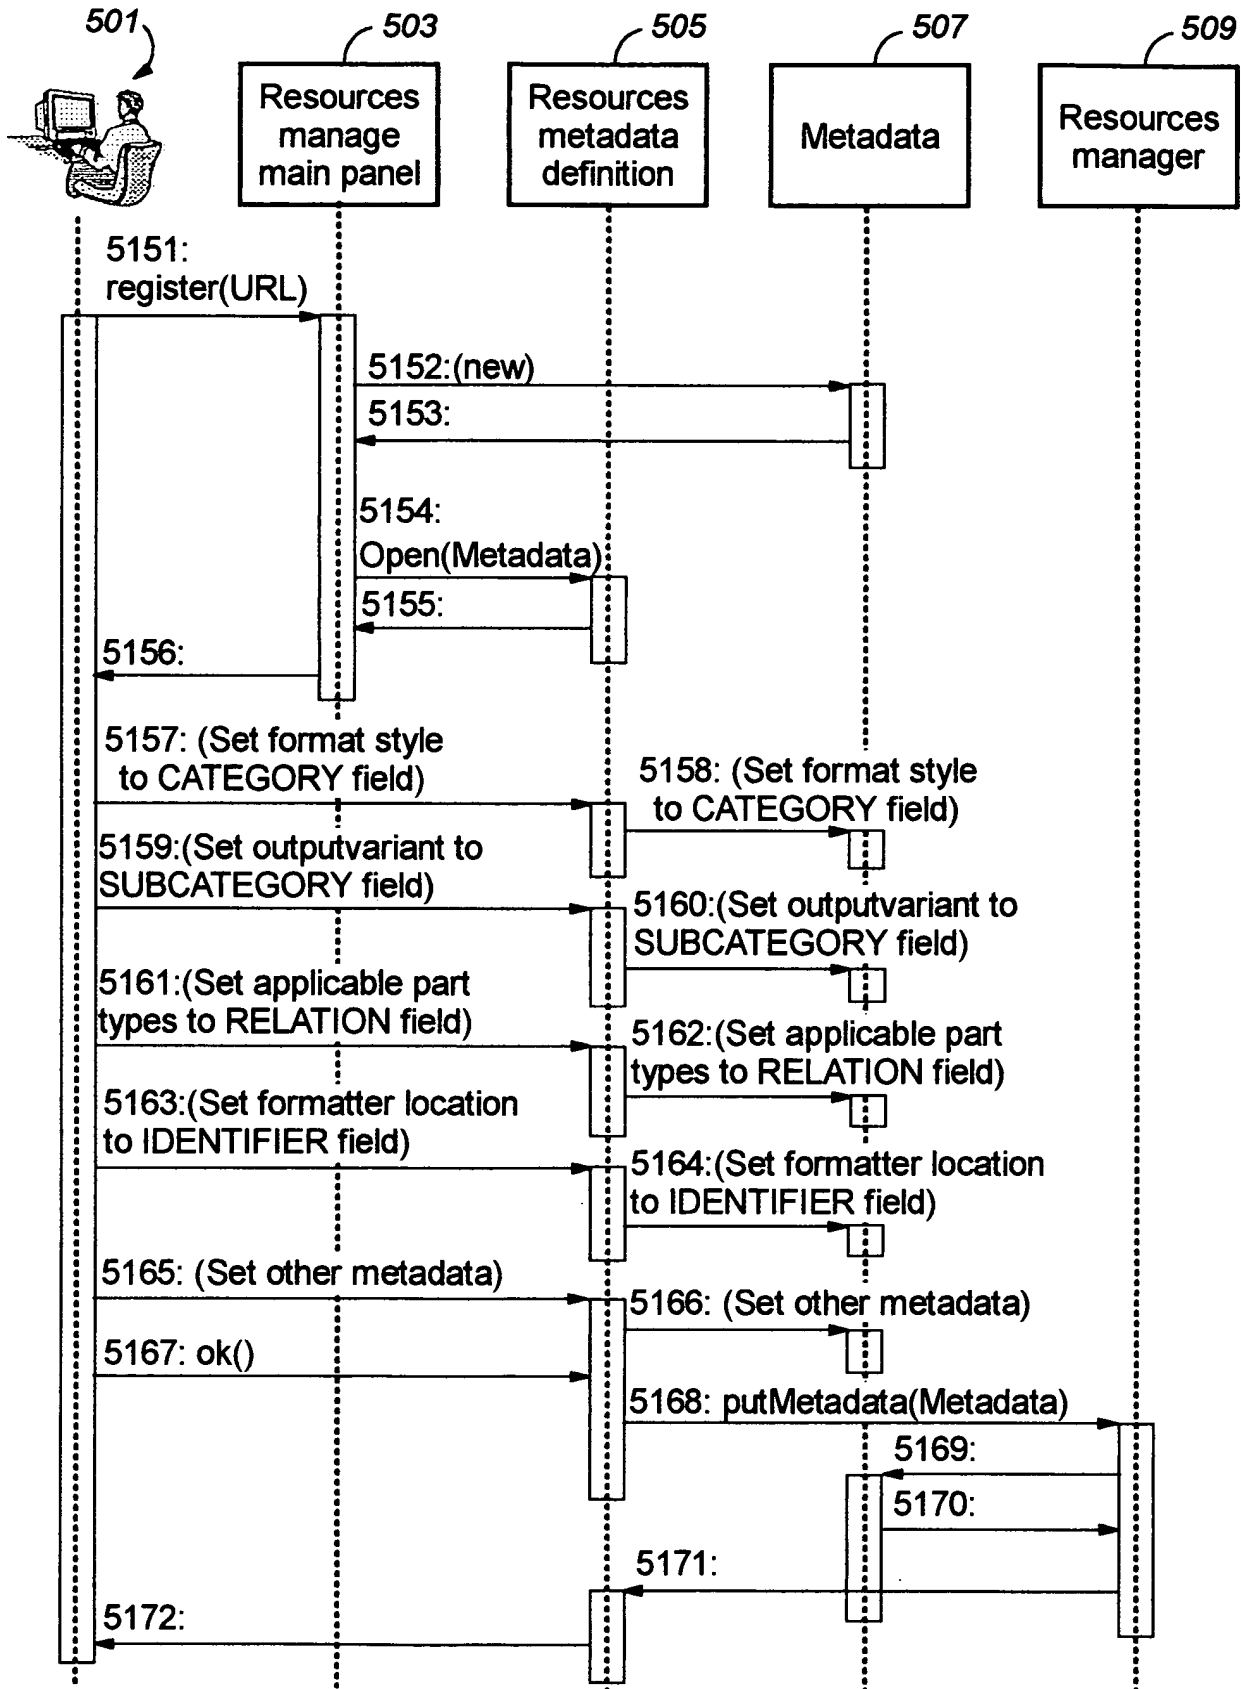 501
503
505
507
509
Resources
manage
main panel
Resources
metadata
definition
Metadata
Resources
manager
5151:
register(URL)
5152:(new)
5153:
5154:
Open(Metadata)
5155:
5156:
5157: (Set format style
to CATEGORY field)
5158: (Set format style
to CATEGORY field)
5159:(Set outputvariant to
SUBCATEGORY field)
5160:(Set outputvariant to
SUBCATEGORY field)
5161:(Set applicable part
types to RELATION field)
5162:(Set applicable part
types to RELATION field)
5163:(Set formatter location
to IDENTIFIER field)
5164:(Set formatter location
to IDENTIFIER field)
5165: (Set other metadata)
5166: (Set other metadata)
5167: ok()
5168: putMetadata(Metadata)
5169:
5170:
5171:
5172: